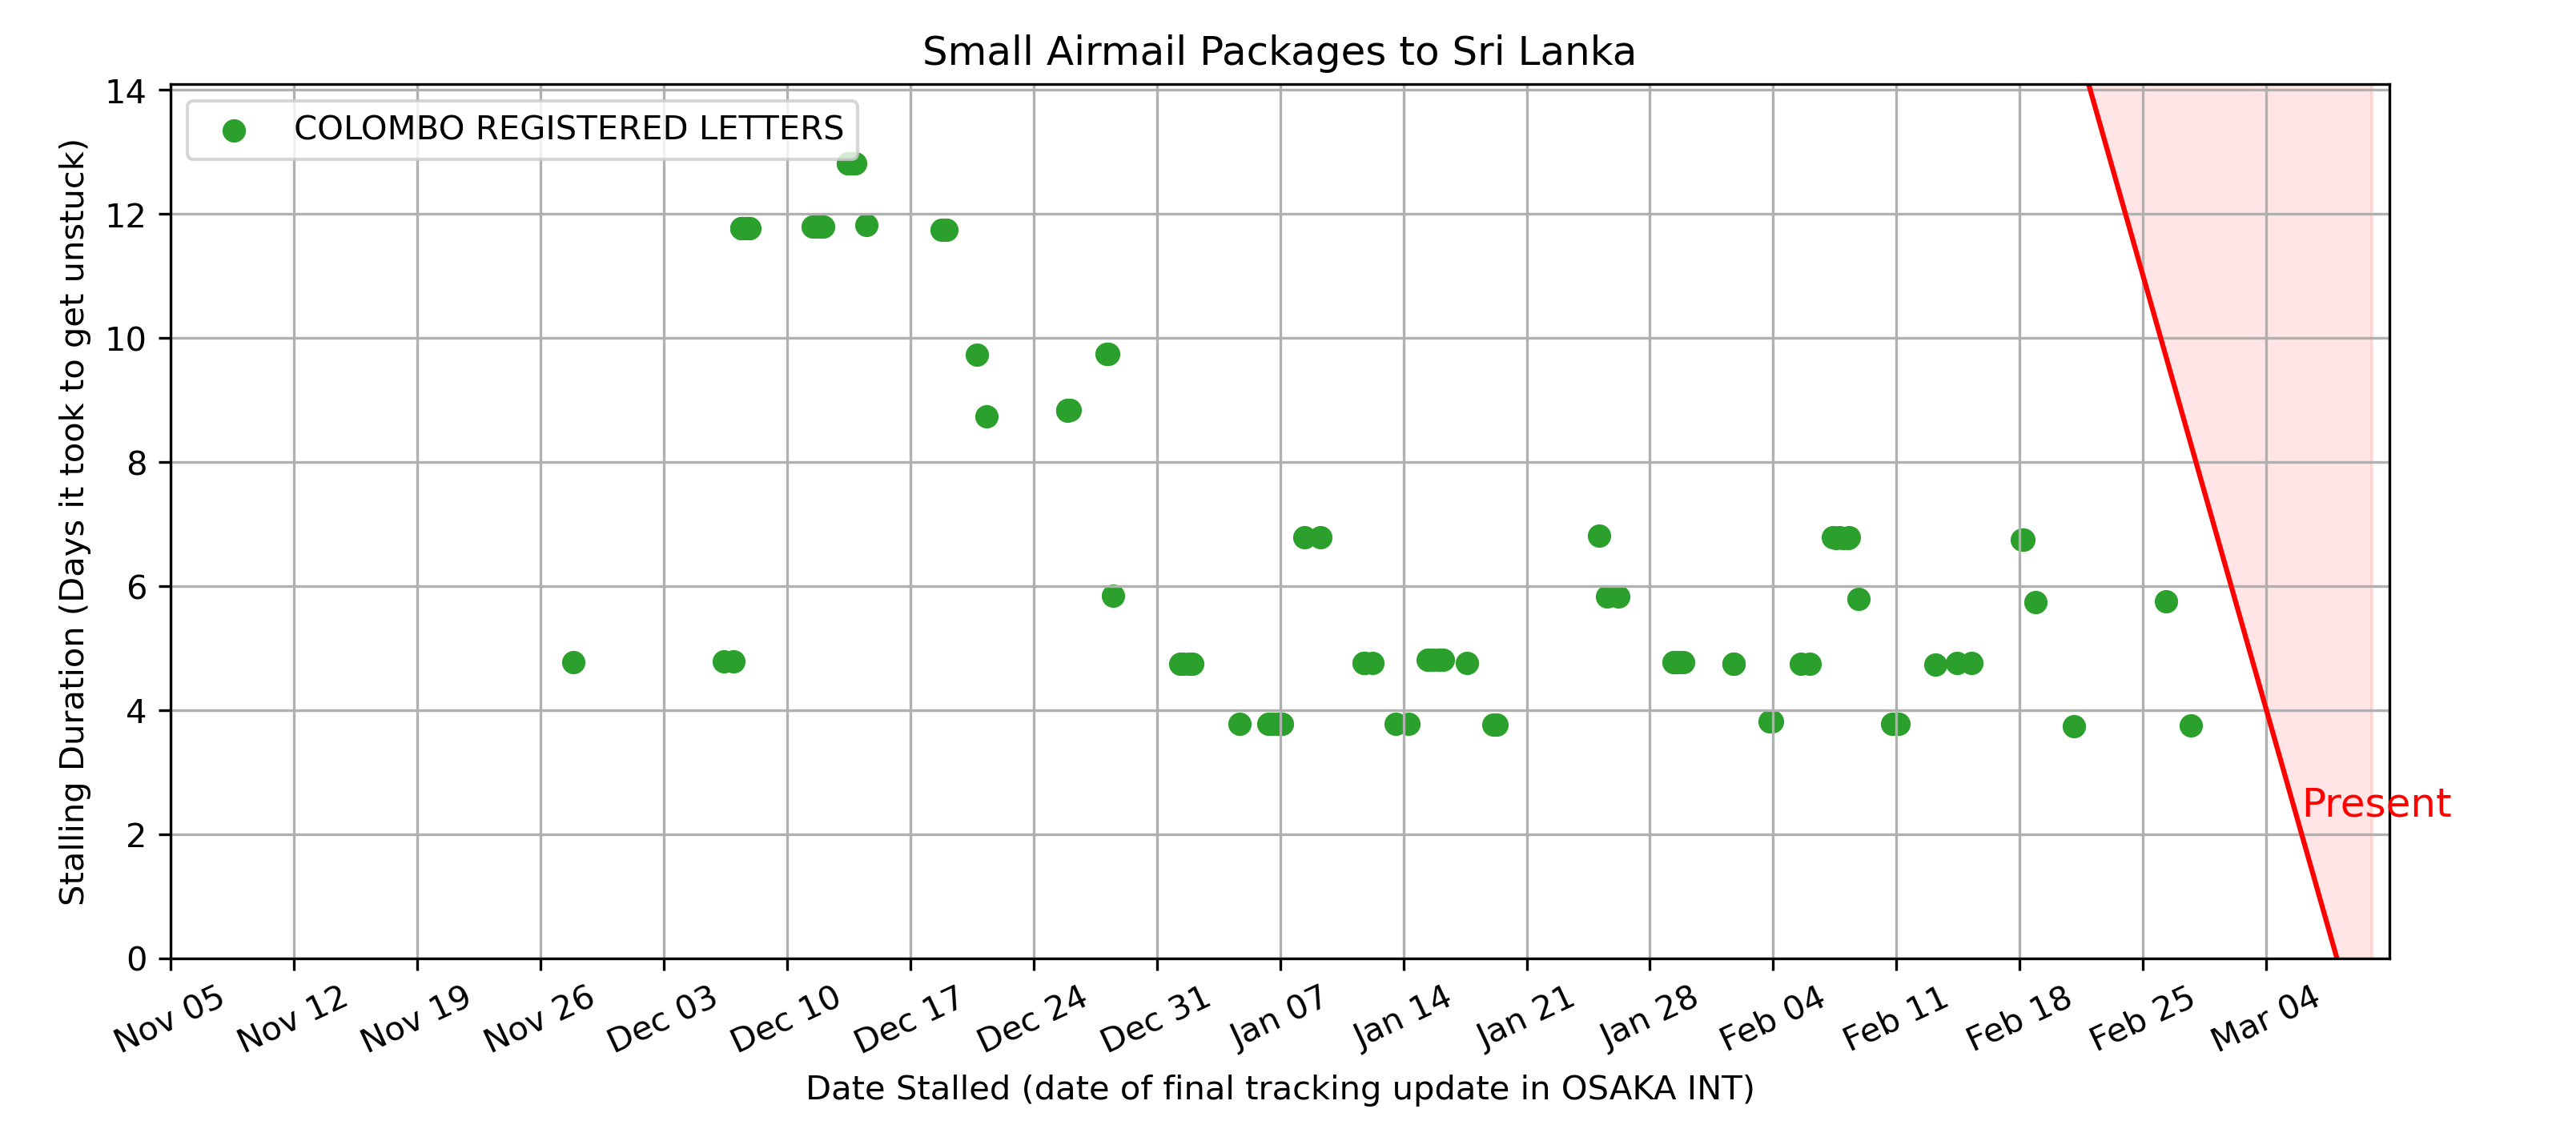 Small Airmail Packages to Sri Lanka
COLOMBO REGISTERED LETTERS
Stalling Duration (Days it took to get unstuck)
14
12
10
8
6
4
2
0
Present
Nov 05
Nov 12
Nov 19
Nov 26
Dec 03
Dec 10
Dec 17
Dec 24
Dec 31
Jan 07
Jan 14
Jan 21
Jan 28
Feb 04
Feb 11
Feb 18
Feb 25
Mar 04
Date Stalled (date of final tracking update in OSAKA INT)